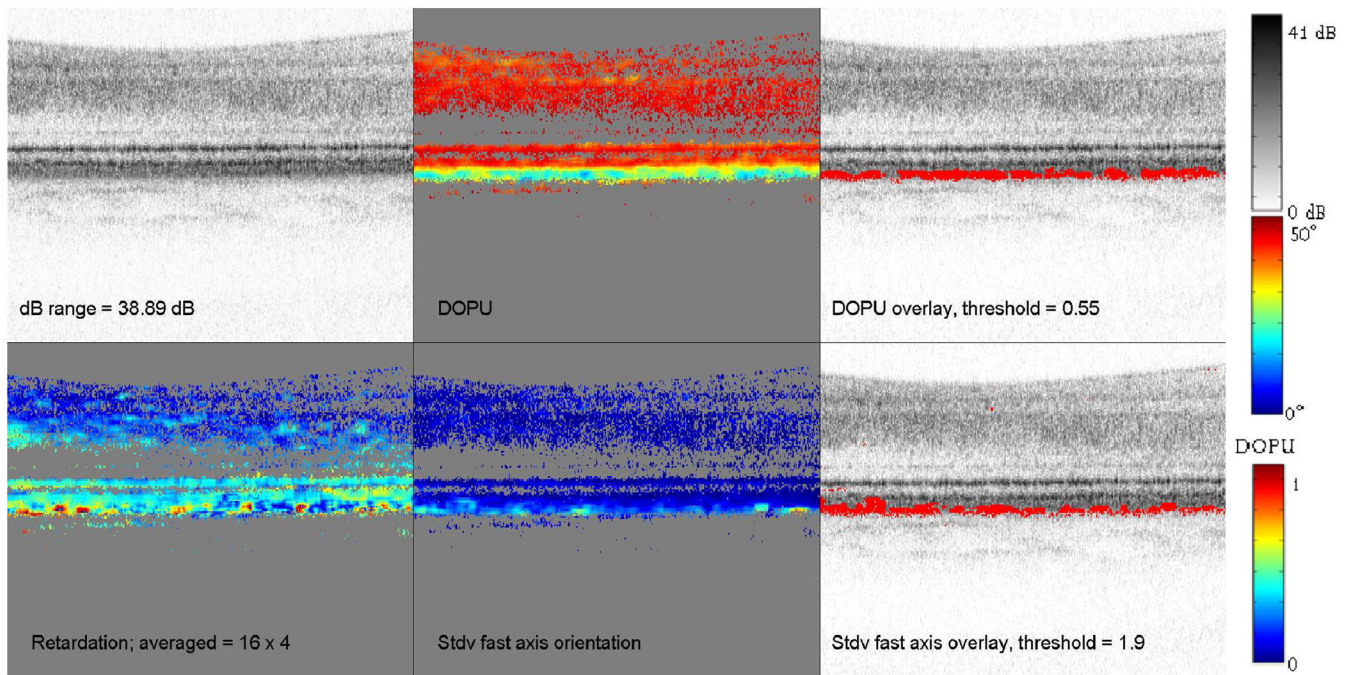 41 dB
0 dB
50°
dB range = 38.89 dB
DOPU
DOPU overlay, threshold = 0.55
0°
DOPU
1
Retardation; averaged = 16 x 4
Stdv fast axis orientation
Stdv fast axis overlay, threshold = 1.9
0